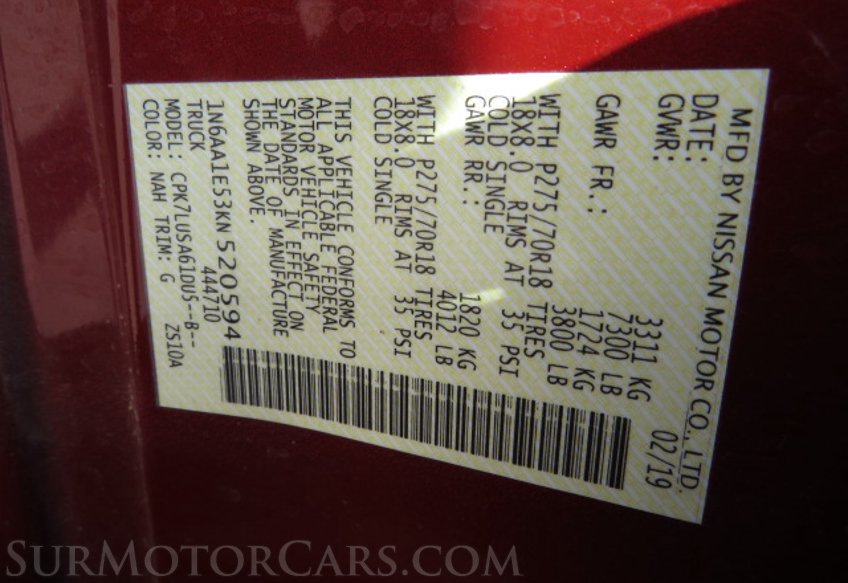 MFD BY NISSAN MOTOR CO., LTD.
DATE: 02/19
GVWR: 3311 KG
7300 LB
GAWR FR.: 1724 KG
3800 LB
WITH P275/70R18 TIRES
18X8.0 RIMS AT 35 PSI
COLD SINGLE
GAWR RR.: 1820 KG
4012 LB
WITH P275/70R18 TIRES
18X8.0 RIMS AT 35 PSI
COLD SINGLE
THIS VEHICLE CONFORMS TO
ALL APPLICABLE FEDERAL
MOTOR VEHICLE SAFETY
STANDARDS IN EFFECT ON
THE DATE OF MANUFACTURE
SHOWN ABOVE.
1N6AA1E53KN520594
TRUCK 444710
MODEL: CPK7LUSA61DU5--B--
COLOR: NAH TRIM: G ZS10A
SURMOTORCARS.COM